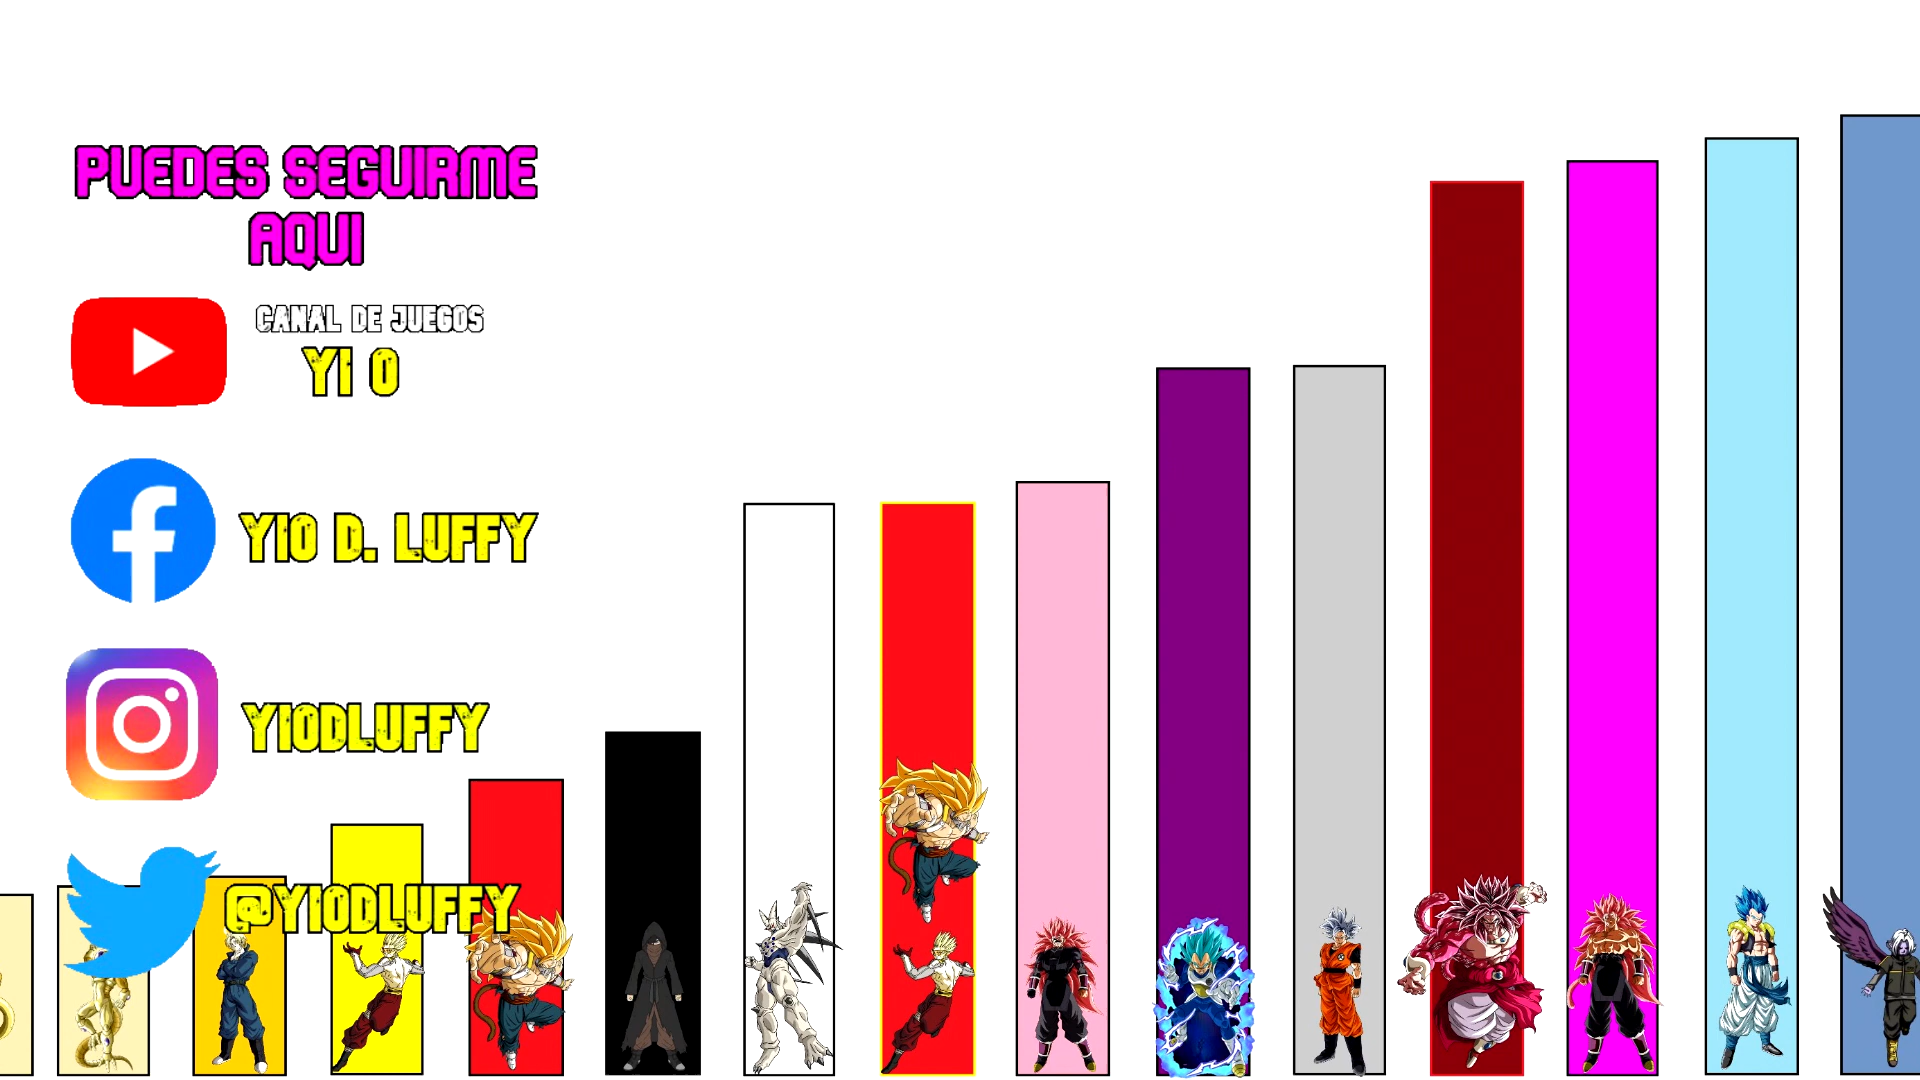 PUEDES SEGUIRME
AQUI
CANAL DE JUEGOS
YI O
YIO D. LUFFY
YIODLUFFY
@YIODLUFFY